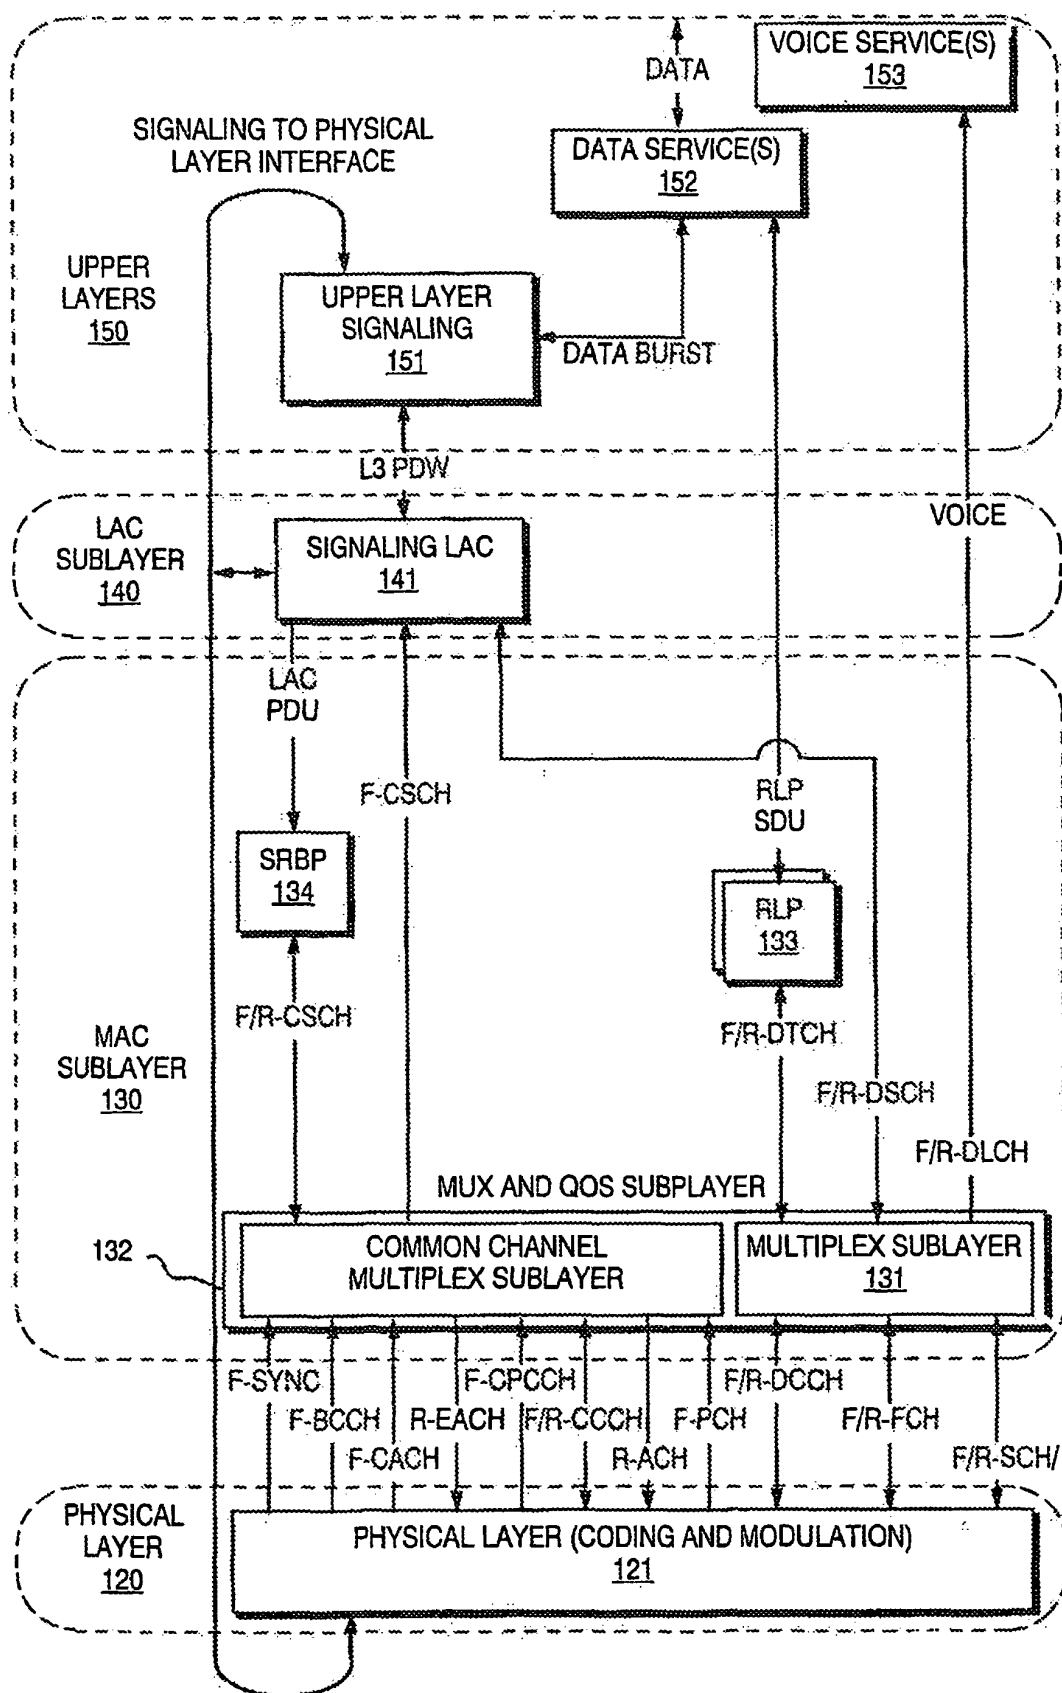 VOICE SERVICE(S)
153
DATA
DATA SERVICE(S)
152
SIGNALING TO PHYSICAL
LAYER INTERFACE
UPPER
LAYERS
150
UPPER LAYER
SIGNALING
151
DATA BURST
L3 PDW
LAC
SUBLAYER
140
SIGNALING LAC
141
VOICE
LAC
PDU
F-CSCH
RLP
SDU
SRBP
134
RLP
133
F/R-CSCH
F/R-DTCH
MAC
SUBLAYER
130
F/R-DSCH
F/R-DLCH
MUX AND QOS SUBPLAYER
132
COMMON CHANNEL
MULTIPLEX SUBLAYER
MULTIPLEX SUBLAYER
131
F-SYNC
F-CPCCH
F/R-DCCH
F-BCCH
R-EACH
F/R-CCCH
F-PCH
F/R-FCH
F-CACH
R-ACH
F/R-SCH/
PHYSICAL
LAYER
120
PHYSICAL LAYER (CODING AND MODULATION)
121